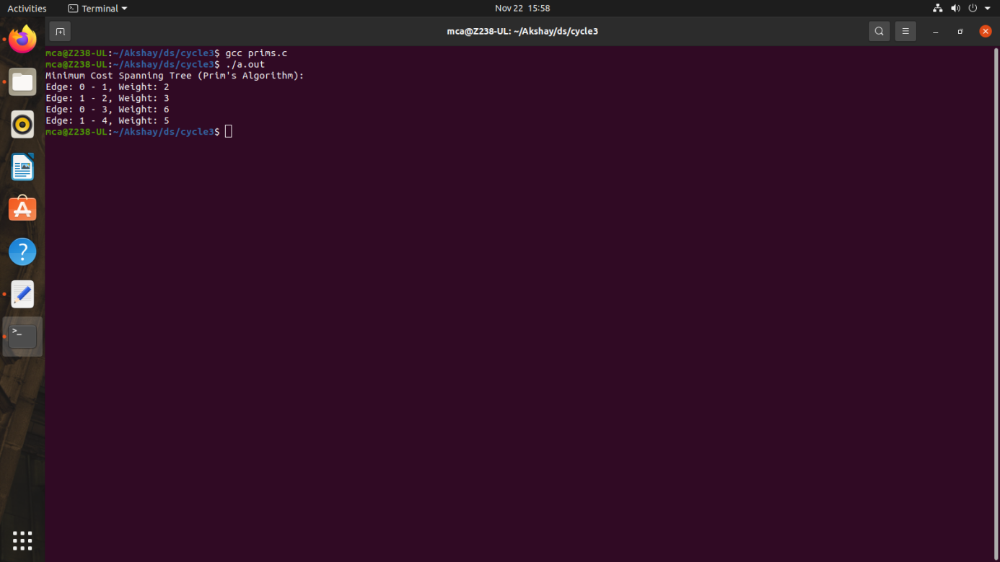 Activities
Terminal
Nov 22 15:58
mca@Z238-UL: ~/Akshay/ds/cycle3
mca@Z238-UL:~/Akshay/ds/cycle3$ gcc prims.c
mca@Z238-UL:~/Akshay/ds/cycle3$ ./a.out
Minimum Cost Spanning Tree (Prim's Algorithm):
Edge: 0 - 1, Weight: 2
Edge: 1 - 2, Weight: 3
Edge: 0 - 3, Weight: 6
Edge: 1 - 4, Weight: 5
mca@Z238-UL:~/Akshay/ds/cycle3$